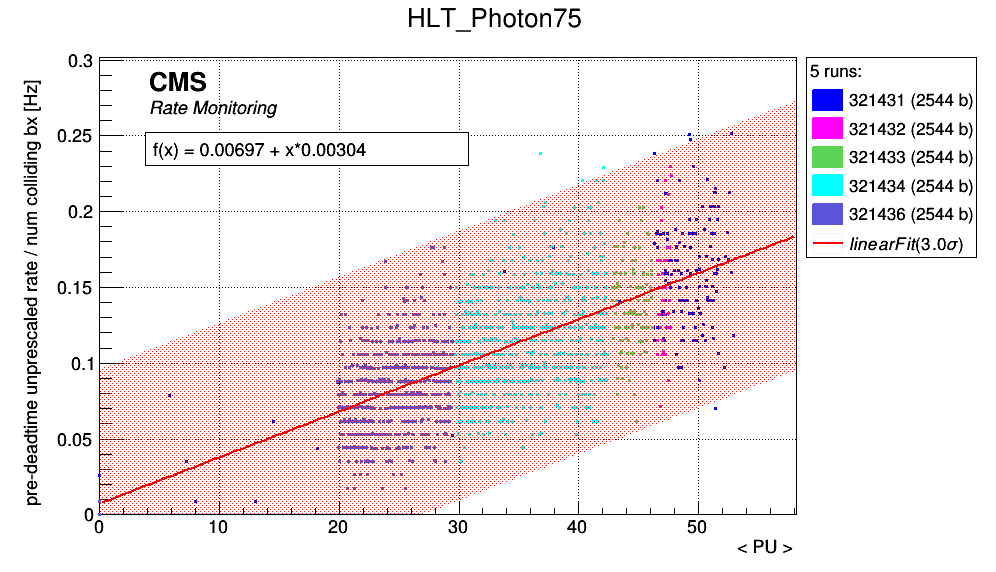 HLT_Photon75
pre-deadtime unprescaled rate / num colliding bx [Hz]
0.3
0.25
0.2
0.15
0.1
0.05
0
CMS
Rate Monitoring
f(x) = 0.00697 + x*0.00304
0 10 20 30 40 50
< PU >
5 runs:
321431 (2544 b)
321432 (2544 b)
321433 (2544 b)
321434 (2544 b)
321436 (2544 b)
linearFit(3.0σ)